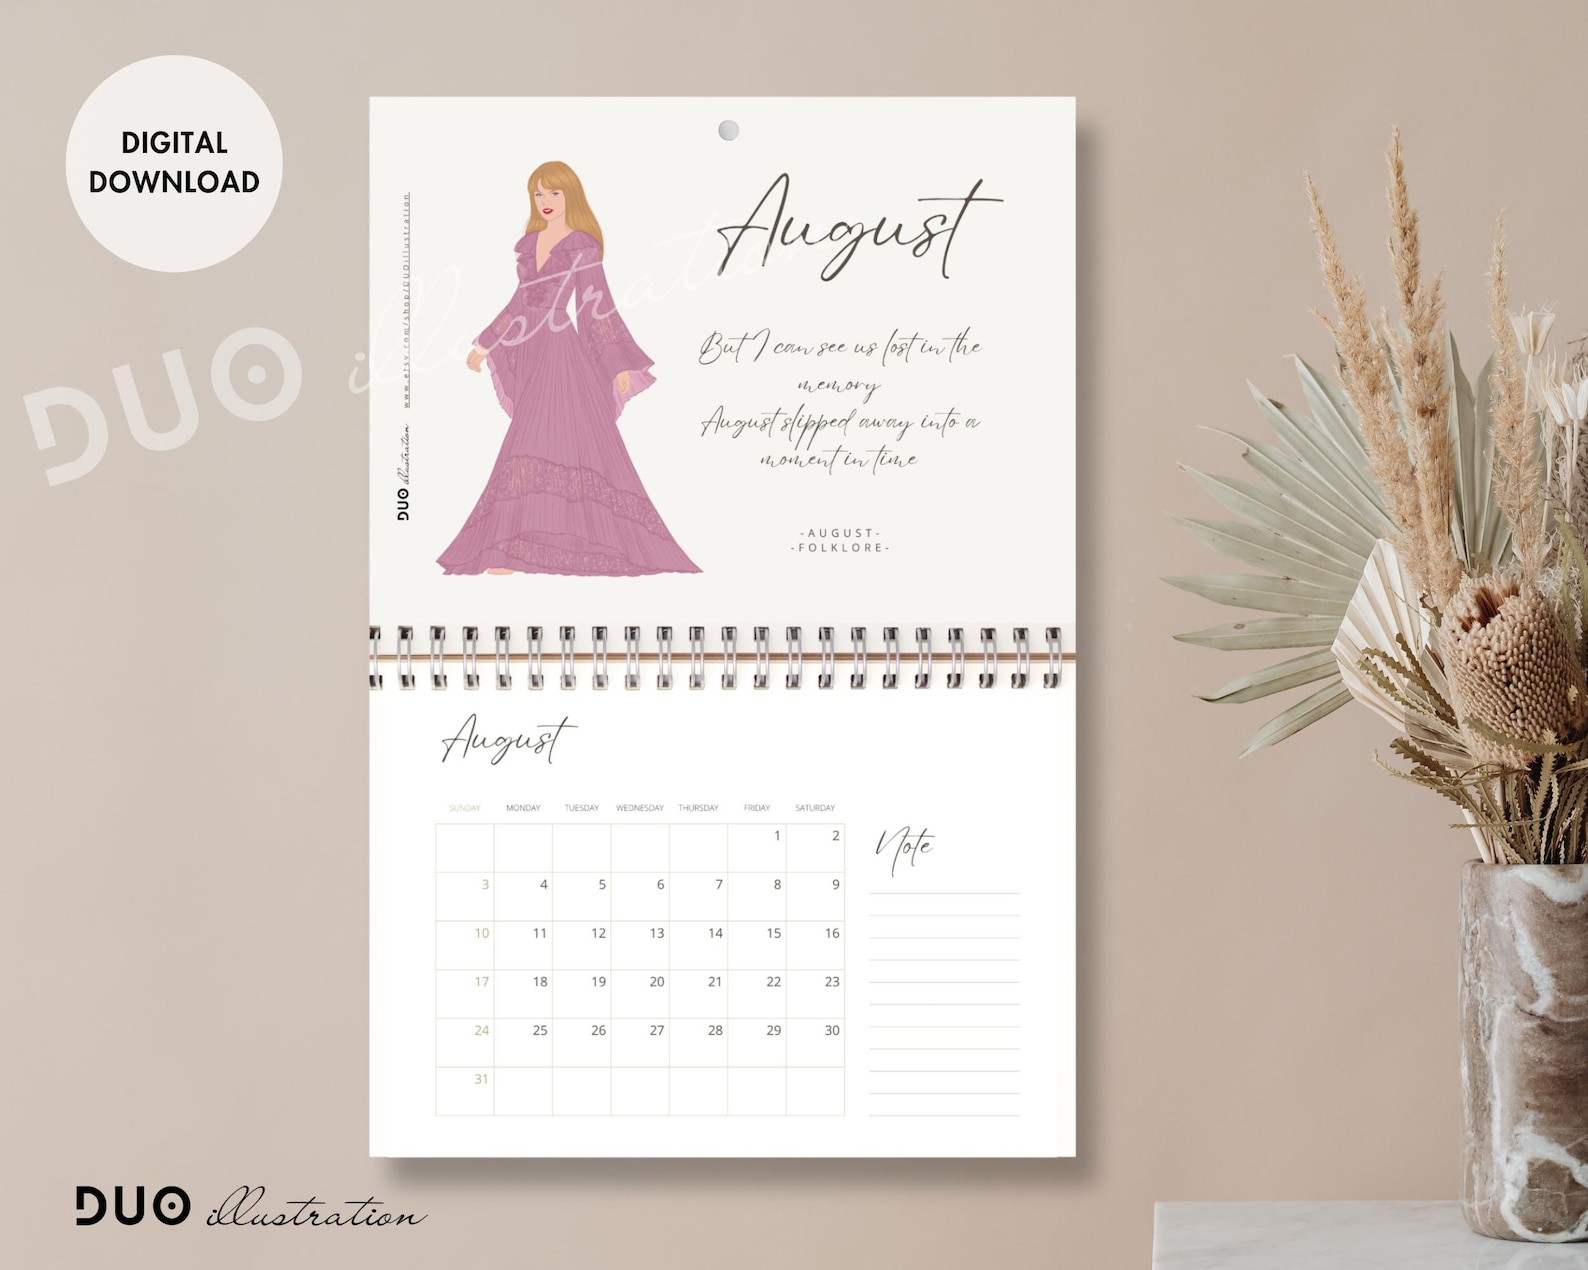 DIGITAL
DOWNLOAD
DUO illustration
www.etsy.com/shop/DUOillustration
DUO illustration
August
But I can see us lost in the
memory
August slipped away into a
moment in time
-AUGUST-
-FOLKLORE-
August
SUNDAY MONDAY TUESDAY WEDNESDAY THURSDAY FRIDAY SATURDAY
1 2
3 4 5 6 7 8 9
10 11 12 13 14 15 16
17 18 19 20 21 22 23
24 25 26 27 28 29 30
31
Note
DUO illustration